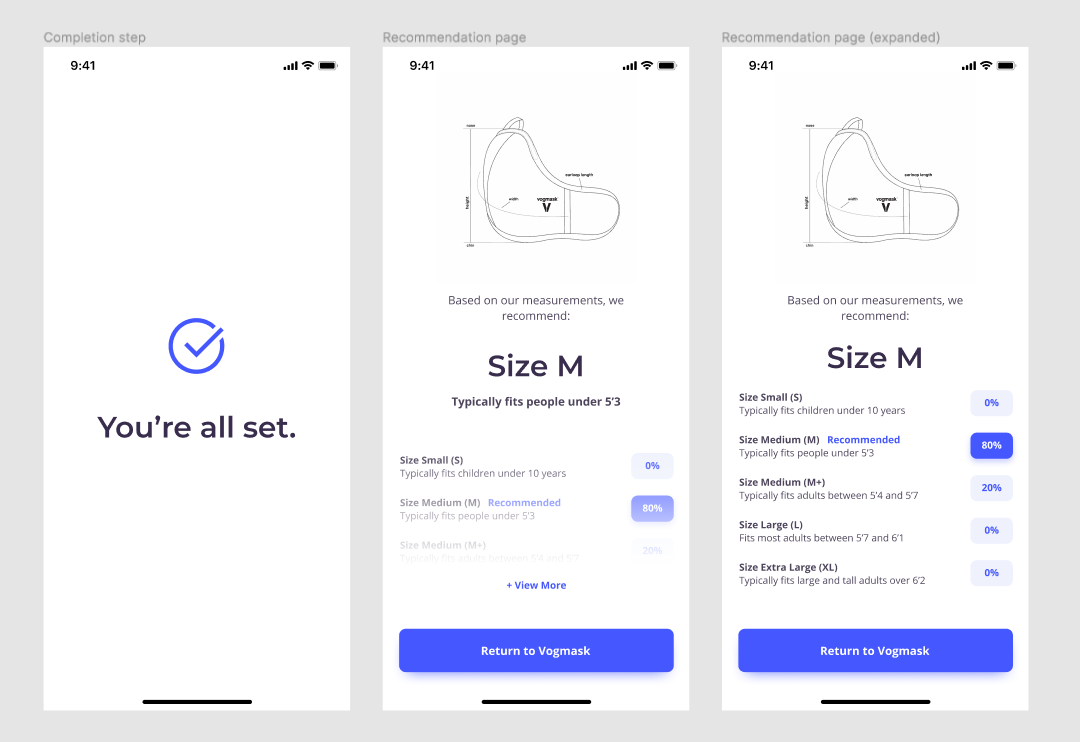 Completion step
9:41
You’re all set.
Recommendation page
9:41
nose
earloop length
width
vogmask
height
chin
Based on our measurements, we
recommend:
Size M
Typically fits people under 5’3
Size Small (S)
Typically fits children under 10 years
0%
Size Medium (M) Recommended
Typically fits people under 5’3
80%
Size Medium (M+)
Typically fits adults between 5’4 and 5’7
20%
+ View More
Return to Vogmask
Recommendation page (expanded)
9:41
nose
earloop length
width
vogmask
height
chin
Based on our measurements, we
recommend:
Size M
Size Small (S)
Typically fits children under 10 years
0%
Size Medium (M) Recommended
Typically fits people under 5’3
80%
Size Medium (M+)
Typically fits adults between 5’4 and 5’7
20%
Size Large (L)
Fits most adults between 5’7 and 6’1
0%
Size Extra Large (XL)
Typically fits large and tall adults over 6’2
0%
Return to Vogmask